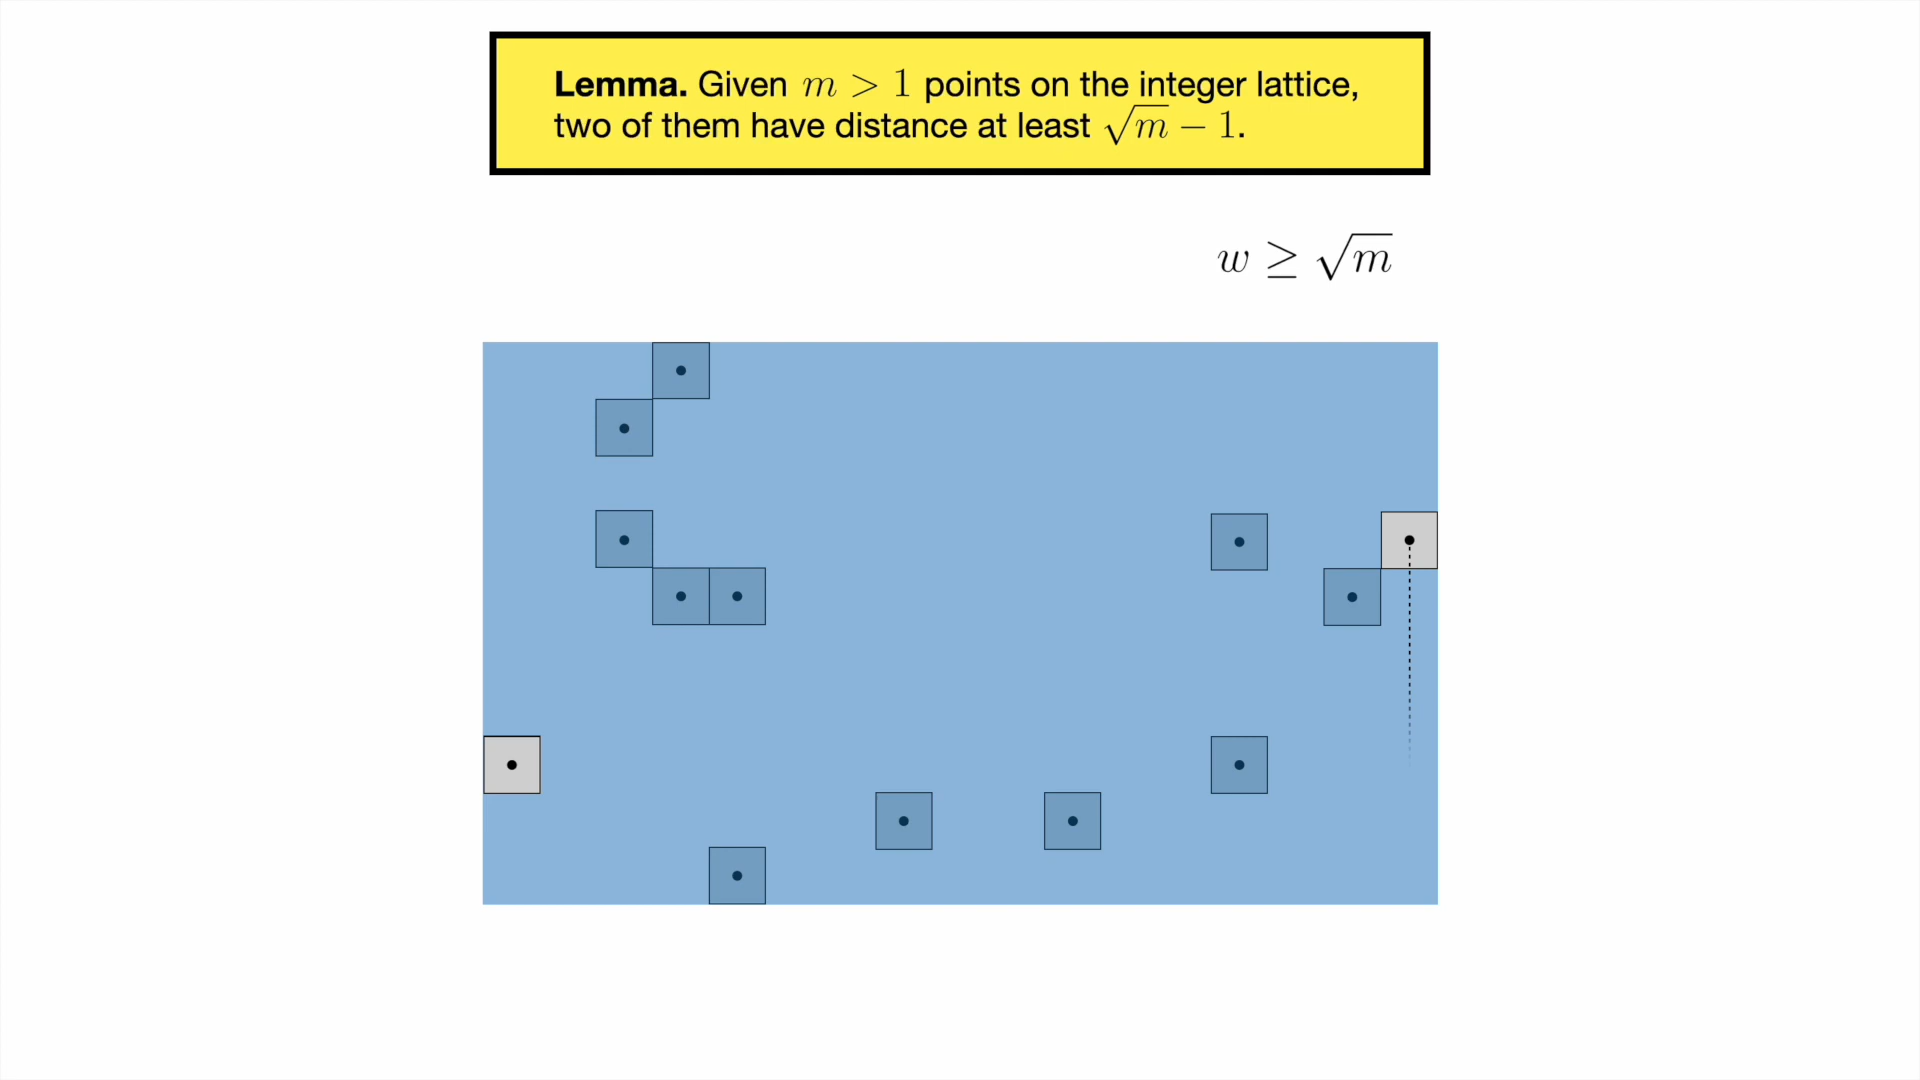 Lemma. Given m > 1 points on the integer lattice,
two of them have distance at least √m − 1.
w ≥ √m